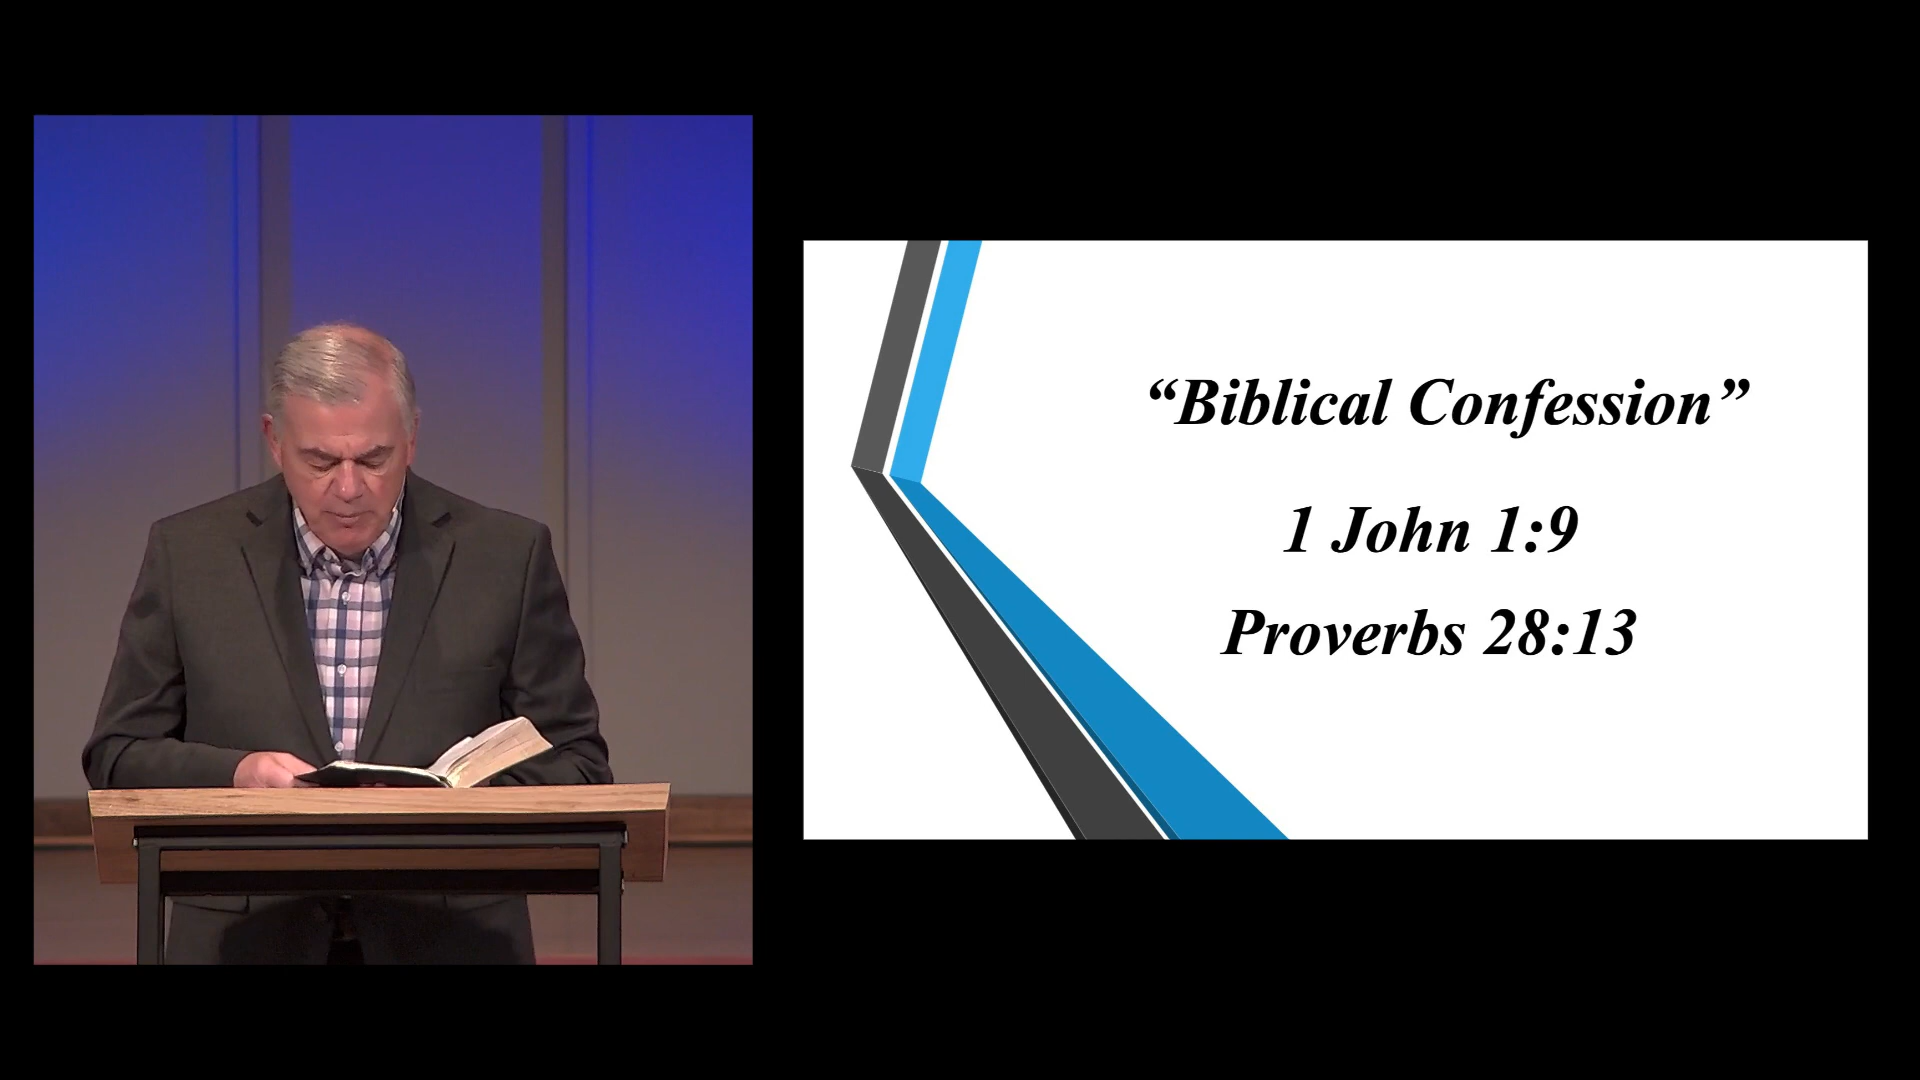 “Biblical Confession”
1 John 1:9
Proverbs 28:13